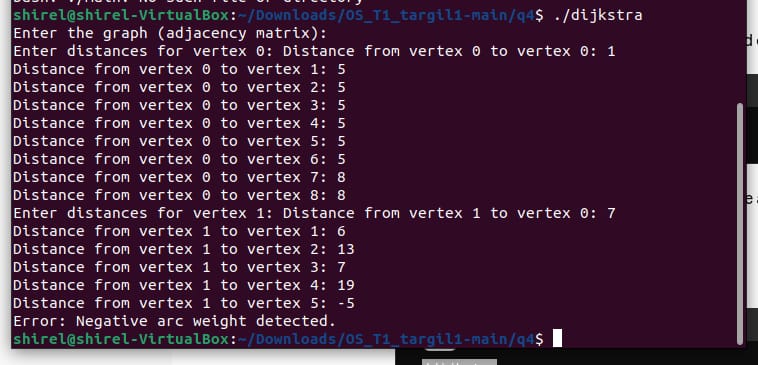 shirel@shirel-VirtualBox:~/Downloads/OS_T1_targil1-main/q4$ ./dijkstra
Enter the graph (adjacency matrix):
Enter distances for vertex 0: Distance from vertex 0 to vertex 0: 1
Distance from vertex 0 to vertex 1: 5
Distance from vertex 0 to vertex 2: 5
Distance from vertex 0 to vertex 3: 5
Distance from vertex 0 to vertex 4: 5
Distance from vertex 0 to vertex 5: 5
Distance from vertex 0 to vertex 6: 5
Distance from vertex 0 to vertex 7: 8
Distance from vertex 0 to vertex 8: 8
Enter distances for vertex 1: Distance from vertex 1 to vertex 0: 7
Distance from vertex 1 to vertex 1: 6
Distance from vertex 1 to vertex 2: 13
Distance from vertex 1 to vertex 3: 7
Distance from vertex 1 to vertex 4: 19
Distance from vertex 1 to vertex 5: -5
Error: Negative arc weight detected.
shirel@shirel-VirtualBox:~/Downloads/OS_T1_targil1-main/q4$